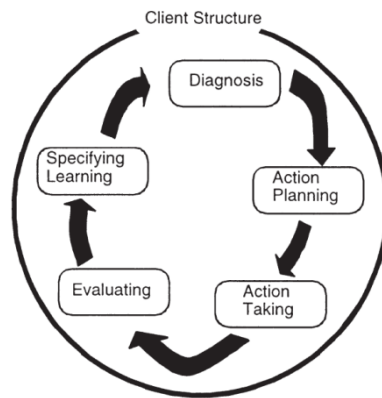 Client Structure
Diagnosis
Action
Planning
Action
Taking
Evaluating
Specifying
Learning